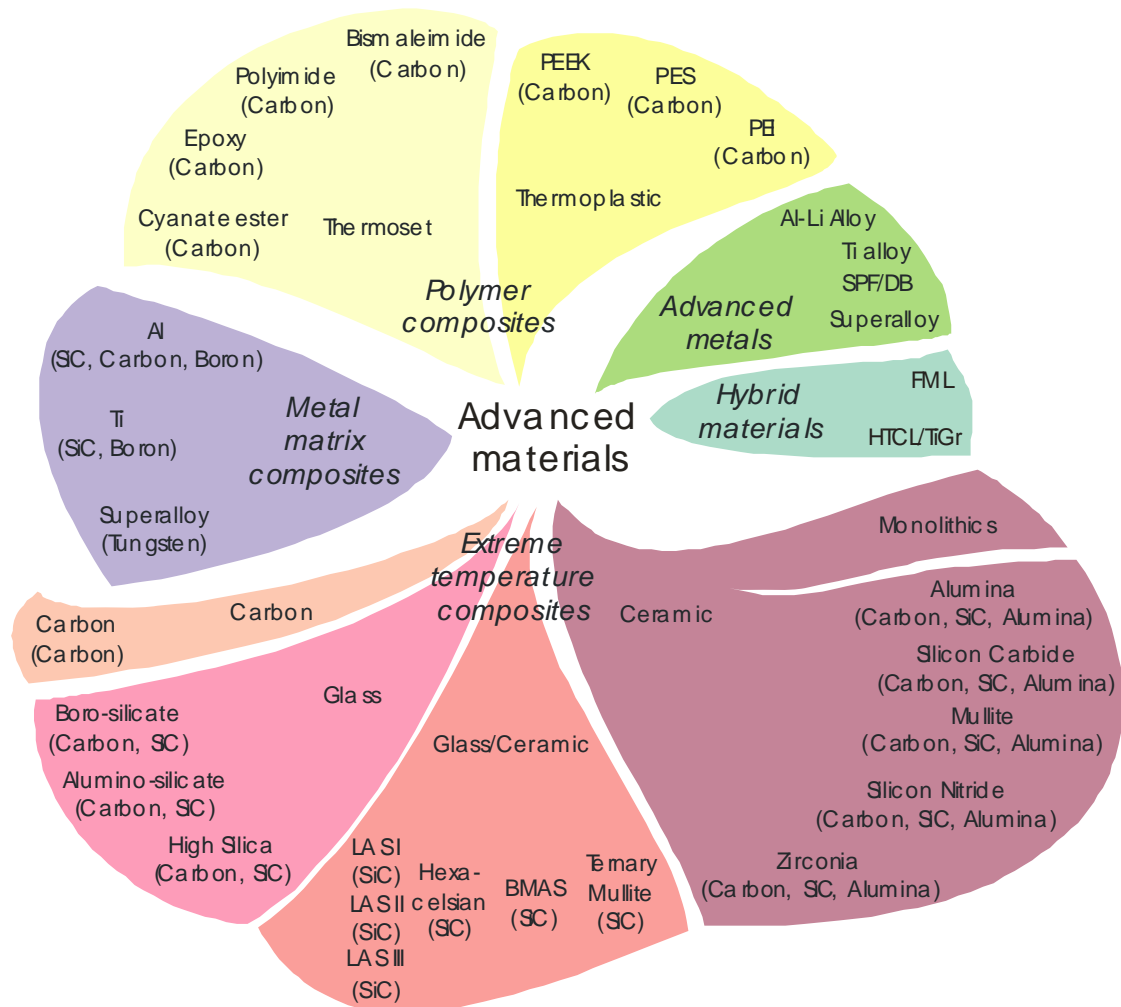 Bismaleimide
(Carbon)
Polyimide
(Carbon)
Epoxy
(Carbon)
Cyanate ester
(Carbon)
Thermoset
PEEK
(Carbon)
PES
(Carbon)
PEI
(Carbon)
Thermoplastic
Polymer
composites
Al-Li Alloy
Ti alloy
SPF/DB
Superalloy
Advanced
metals
FML
HTCL/TiGr
Hybrid
materials
Al
(SiC, Carbon, Boron)
Ti
(SiC, Boron)
Superalloy
(Tungsten)
Metal
matrix
composites
Advanced
materials
Extreme
temperature
composites
Carbon
Carbon
(Carbon)
Glass
Boro-silicate
(Carbon, SiC)
Alumino-silicate
(Carbon, SiC)
High Silica
(Carbon, SiC)
Glass/Ceramic
LAS I
(SiC)
LAS II
(SiC)
LAS III
(SiC)
Hexa-
celsian
(SiC)
BMAS
(SiC)
Ternary
Mullite
(SiC)
Monolithics
Ceramic
Alumina
(Carbon, SiC, Alumina)
Silicon Carbide
(Carbon, SiC, Alumina)
Mullite
(Carbon, SiC, Alumina)
Silicon Nitride
(Carbon, SiC, Alumina)
Zirconia
(Carbon, SiC, Alumina)